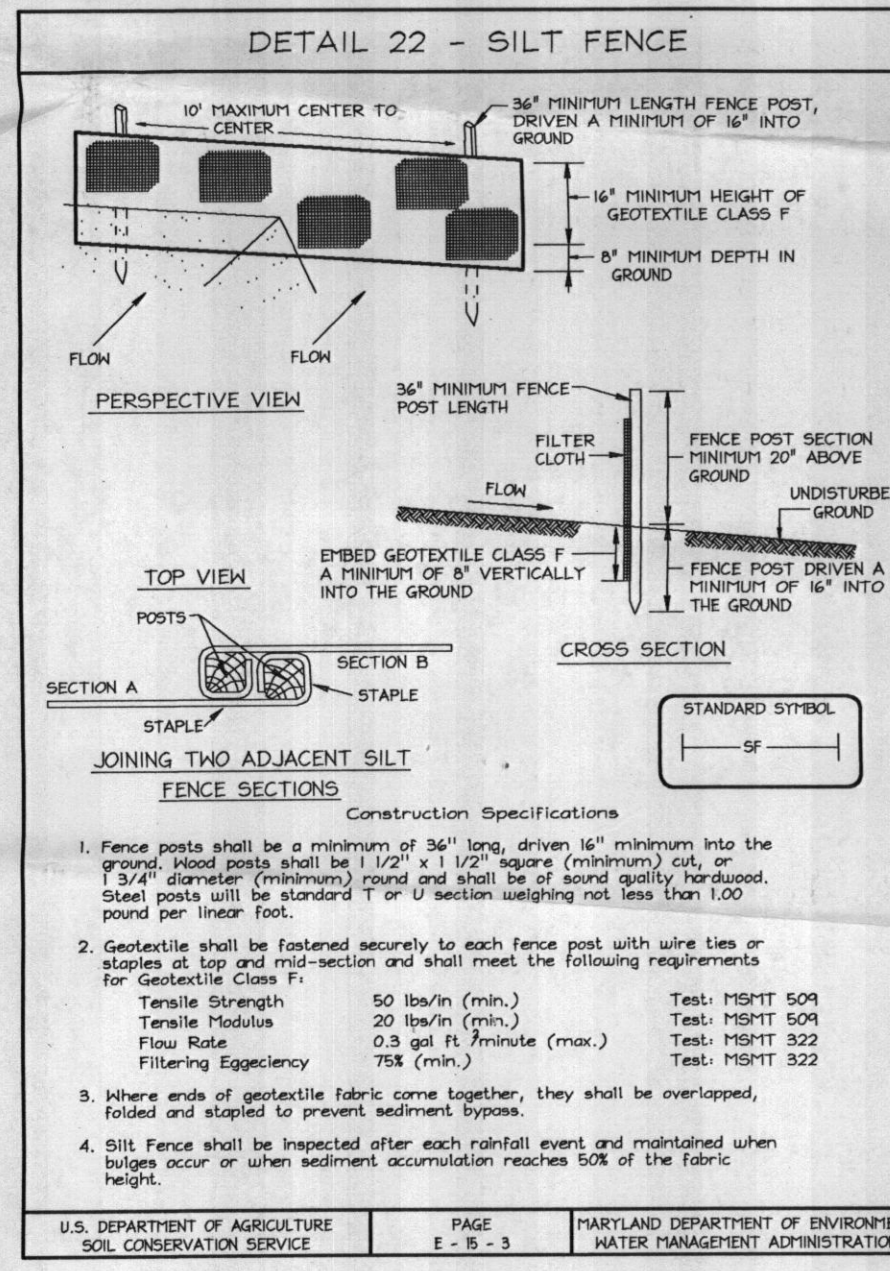 DETAIL 22 - SILT FENCE
10' MAXIMUM CENTER TO
CENTER
36" MINIMUM LENGTH FENCE POST,
DRIVEN A MINIMUM OF 16" INTO
GROUND
16" MINIMUM HEIGHT OF
GEOTEXTILE CLASS F
8" MINIMUM DEPTH IN
GROUND
FLOW
FLOW
PERSPECTIVE VIEW
36" MINIMUM FENCE
POST LENGTH
FILTER
CLOTH
FENCE POST SECTION
MINIMUM 20" ABOVE
GROUND
FLOW
UNDISTURBE
GROUND
EMBED GEOTEXTILE CLASS F
A MINIMUM OF 8" VERTICALLY
INTO THE GROUND
FENCE POST DRIVEN A
MINIMUM OF 16" INTO
THE GROUND
CROSS SECTION
TOP VIEW
POSTS
SECTION B
SECTION A
STAPLE
STAPLE
JOINING TWO ADJACENT SILT
FENCE SECTIONS
STANDARD SYMBOL
SF
Construction Specifications
1. Fence posts shall be a minimum of 36" long, driven 16" minimum into the
ground. Wood posts shall be 1 1/2" x 1 1/2" square (minimum) cut, or
1 3/4" diameter (minimum) round and shall be of sound quality hardwood.
Steel posts will be standard T or U section weighing not less than 1.00
pound per linear foot.
2. Geotextile shall be fastened securely to each fence post with wire ties or
staples at top and mid-section and shall meet the following requirements
for Geotextile Class F:
Tensile Strength 50 lbs/in (min.) Test: MSMT 509
Tensile Modulus 20 lbs/in (min.) Test: MSMT 509
Flow Rate 0.3 gal ft ²/minute (max.) Test: MSMT 322
Filtering Eggeciency 75% (min.) Test: MSMT 322
3. Where ends of geotextile fabric come together, they shall be overlapped,
folded and stapled to prevent sediment bypass.
4. Silt Fence shall be inspected after each rainfall event and maintained when
bulges occur or when sediment accumulation reaches 50% of the fabric
height.
U.S. DEPARTMENT OF AGRICULTURE
SOIL CONSERVATION SERVICE
PAGE
E - 15 - 3
MARYLAND DEPARTMENT OF ENVIRONME
WATER MANAGEMENT ADMINISTRATION